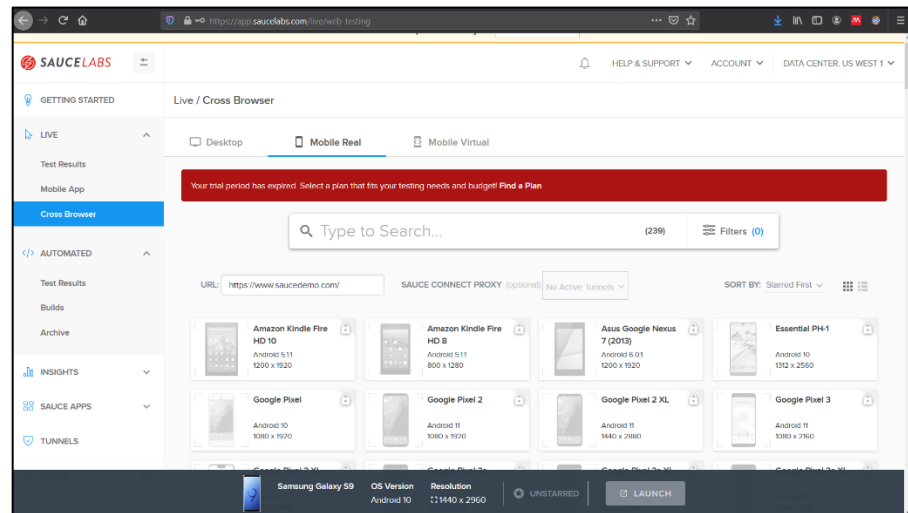 https://app.saucelabs.com/live/web-testing
SAUCELABS
HELP & SUPPORT
ACCOUNT
DATA CENTER: US WEST 1
GETTING STARTED
Live / Cross Browser
LIVE
Desktop
Mobile Real
Mobile Virtual
Test Results
Mobile App
Your trial period has expired. Select a plan that fits your testing needs and budget! Find a Plan
Cross Browser
Type to Search...
(239)
Filters (0)
AUTOMATED
Test Results
URL:
https://www.saucedemo.com/
SAUCE CONNECT PROXY (optional)
No Active Tunnels
SORT BY: Starred First
Builds
Archive
Amazon Kindle Fire
HD 10
Android 5.1.1
1200 x 1920
Amazon Kindle Fire
HD 8
Android 5.1.1
800 x 1280
Asus Google Nexus
7 (2013)
Android 6.0.1
1200 x 1920
Essential PH-1
Android 10
1312 x 2560
INSIGHTS
SAUCE APPS
TUNNELS
Google Pixel
Android 10
1080 x 1920
Google Pixel 2
Android 11
1080 x 1920
Google Pixel 2 XL
Android 11
1440 x 2880
Google Pixel 3
Android 11
1080 x 2160
Samsung Galaxy S9
OS Version
Android 10
Resolution
1440 x 2960
UNSTARRED
LAUNCH